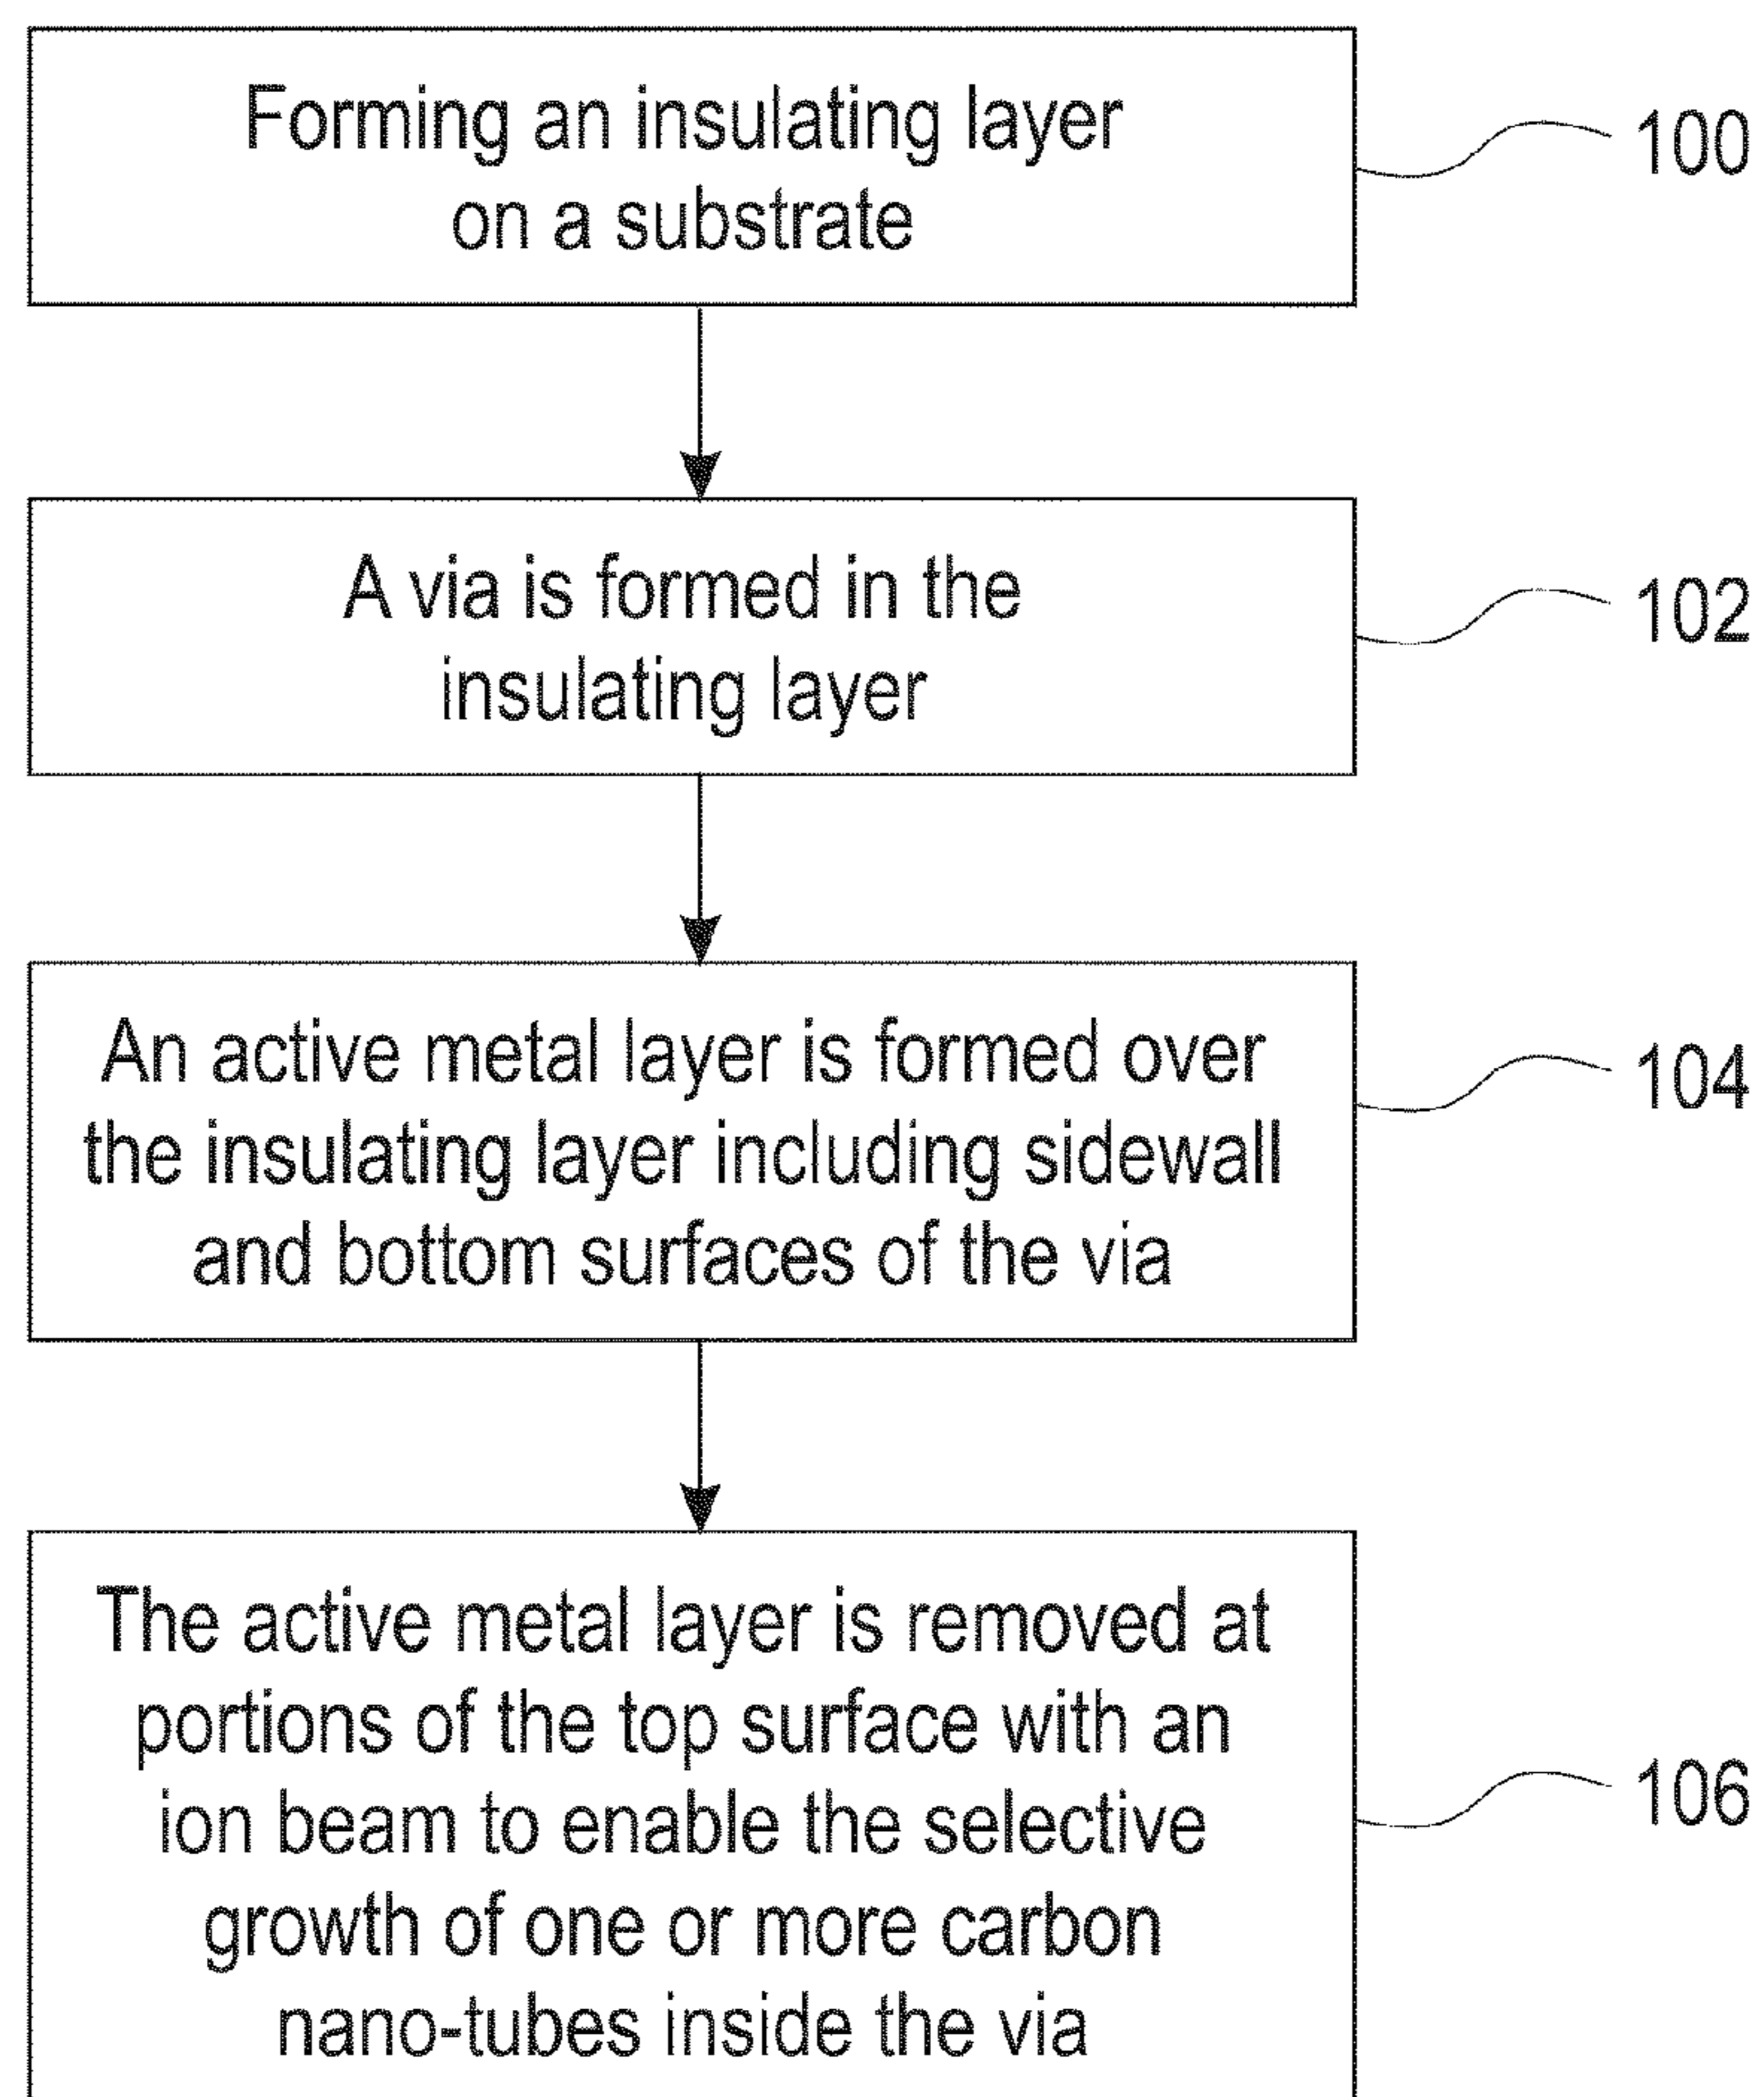 Forming an insulating layer
on a substrate
100
A via is formed in the
insulating layer
102
An active metal layer is formed over
the insulating layer including sidewall
and bottom surfaces of the via
104
The active metal layer is removed at
portions of the top surface with an
ion beam to enable the selective
growth of one or more carbon
nano-tubes inside the via
106